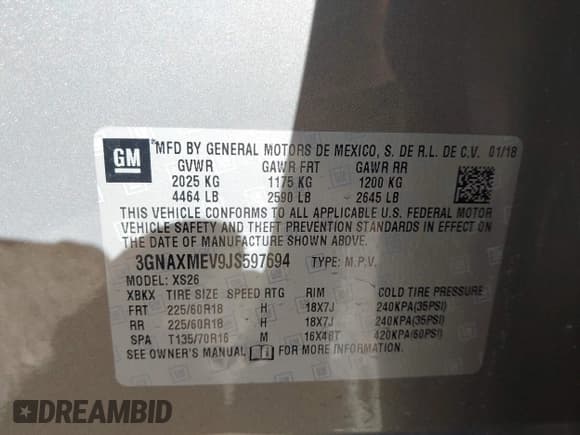 GM
*MFD BY GENERAL MOTORS DE MEXICO, S. DE R.L. DE C.V. 01/18
GVWR GAWR FRT GAWR RR
2025 KG 1175 KG 1200 KG
4464 LB 2590 LB 2645 LB
THIS VEHICLE CONFORMS TO ALL APPLICABLE U.S. FEDERAL MOTOR
VEHICLE SAFETY AND THEFT PREVENTION STANDARDS IN EFFECT ON
THE DATE OF MANUFACTURE SHOWN ABOVE.
3GNAXMEV9JS597694 TYPE: M.P.V.
MODEL: XS26
XBKX TIRE SIZE SPEED RTG RIM COLD TIRE PRESSURE
FRT 225/60R18 H 18X7J 240KPA(35PSI)
RR 225/60R18 H 18X7J 240KPA(35PSI)
SPA T135/70R16 M 16X4BT 420KPA(60PSI)
SEE OWNER'S MANUAL FOR MORE INFORMATION.
DREAMBID